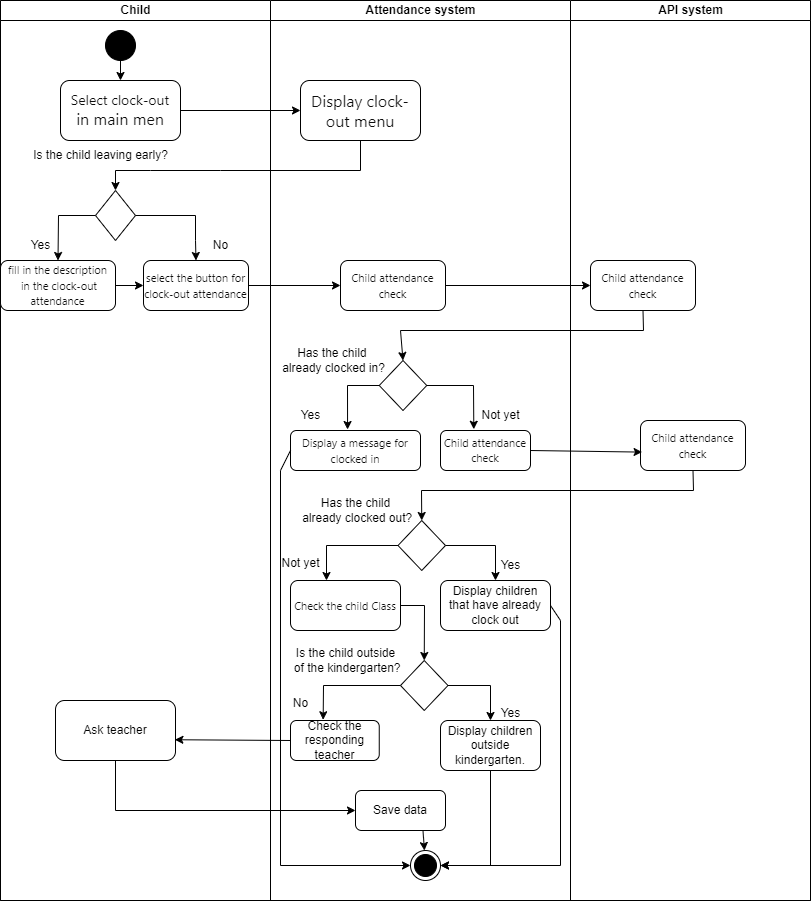 Child
Attendance system
API system
Select clock-out
in main men
Display clock-
out menu
Is the child leaving early?
Yes
No
fill in the description
in the clock-out
attendance
select the button for
clock-out attendance
Child attendance
check
Child attendance
check
Has the child
already clocked in?
Yes
Not yet
Display a message for
clocked in
Child attendance
check
Child attendance
check
Has the child
already clocked out?
Not yet
Yes
Check the child Class
Display children
that have already
clock out
Is the child outside
of the kindergarten?
No
Yes
Ask teacher
Check the
responding
teacher
Display children
outside
kindergarten.
Save data